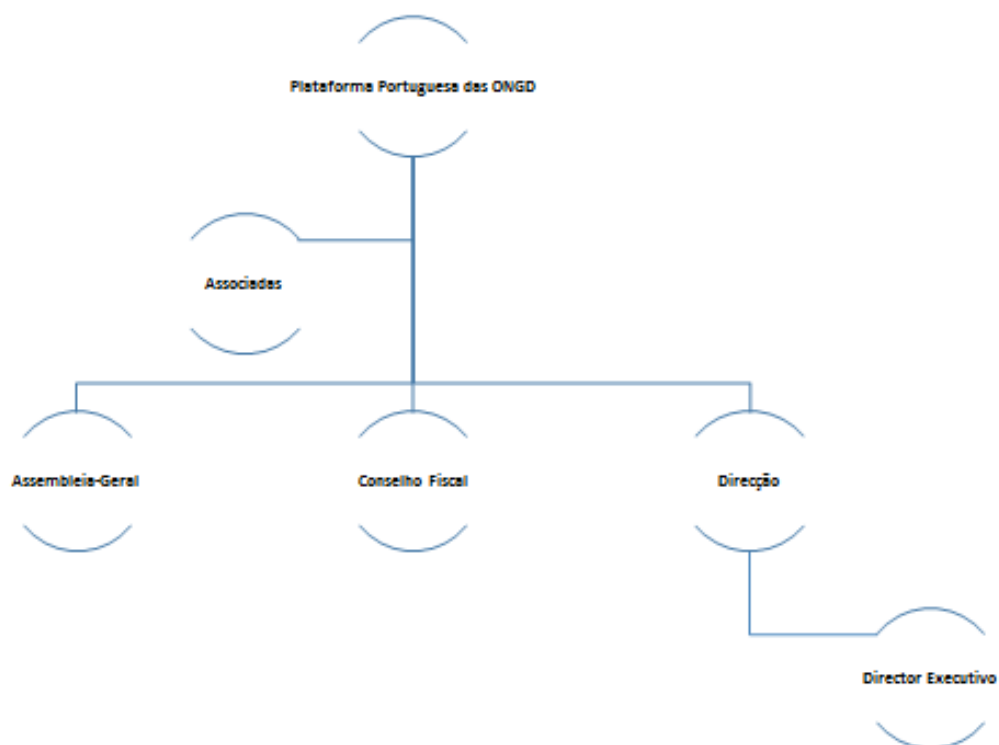 Plataforma Portuguesa das ONGD
Associadas
Assembleia-Geral
Conselho Fiscal
Direcção
Director Executivo